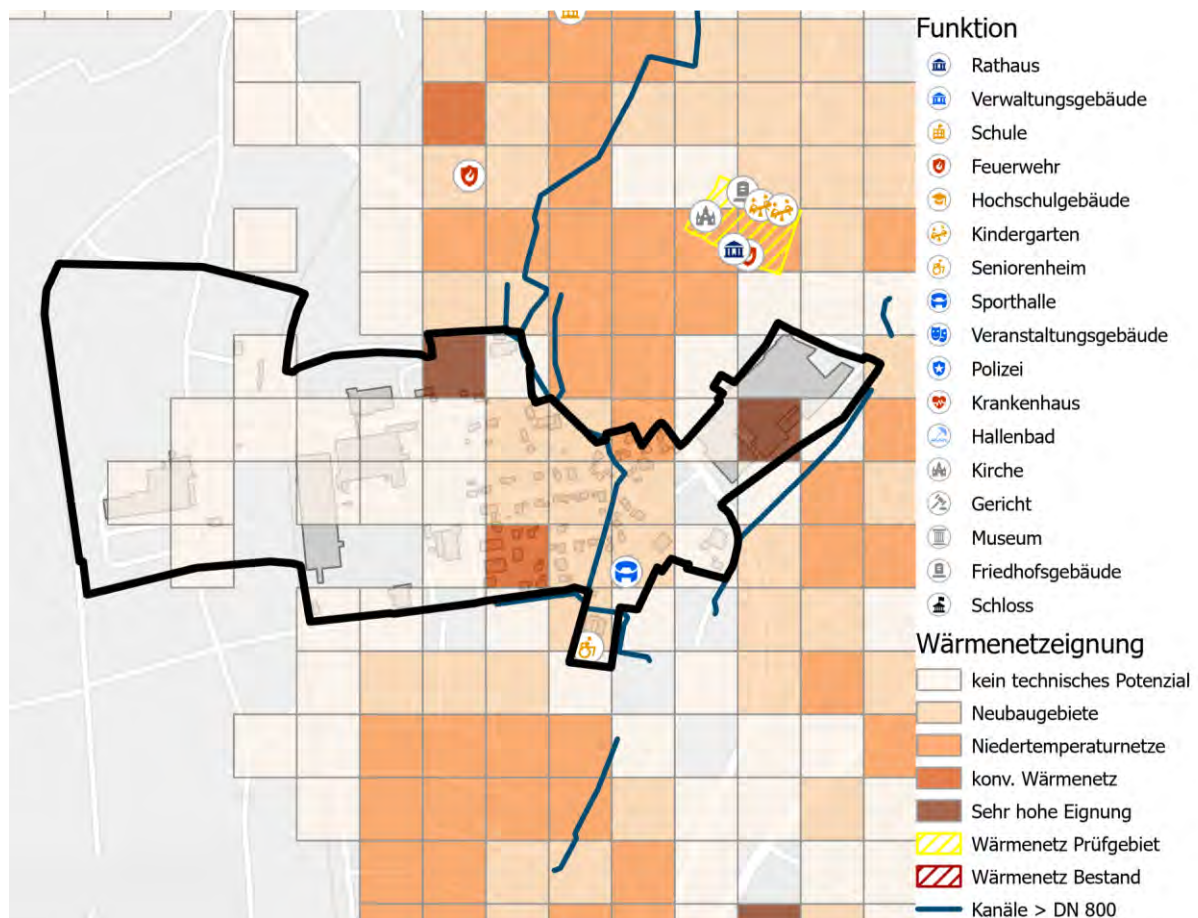 Funktion
Rathaus
Verwaltungsgebäude
Schule
Feuerwehr
Hochschulgebäude
Kindergarten
Seniorenheim
Sporthalle
Veranstaltungsgebäude
Polizei
Krankenhaus
Hallenbad
Kirche
Gericht
Museum
Friedhofsgebäude
Schloss
Wärmenetzeignung
kein technisches Potenzial
Neubaugebiete
Niedertemperaturnetze
konv. Wärmenetz
Sehr hohe Eignung
Wärmenetz Prüfgebiet
Wärmenetz Bestand
Kanäle > DN 800